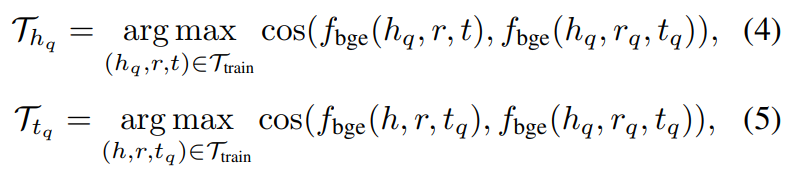 𝒯_{h_q} = arg max_{(h_q,r,t)∈𝒯_train} cos(f_bge(h_q, r, t), f_bge(h_q, r_q, t_q)), (4)
𝒯_{t_q} = arg max_{(h,r,t_q)∈𝒯_train} cos(f_bge(h, r, t_q), f_bge(h_q, r_q, t_q)), (5)